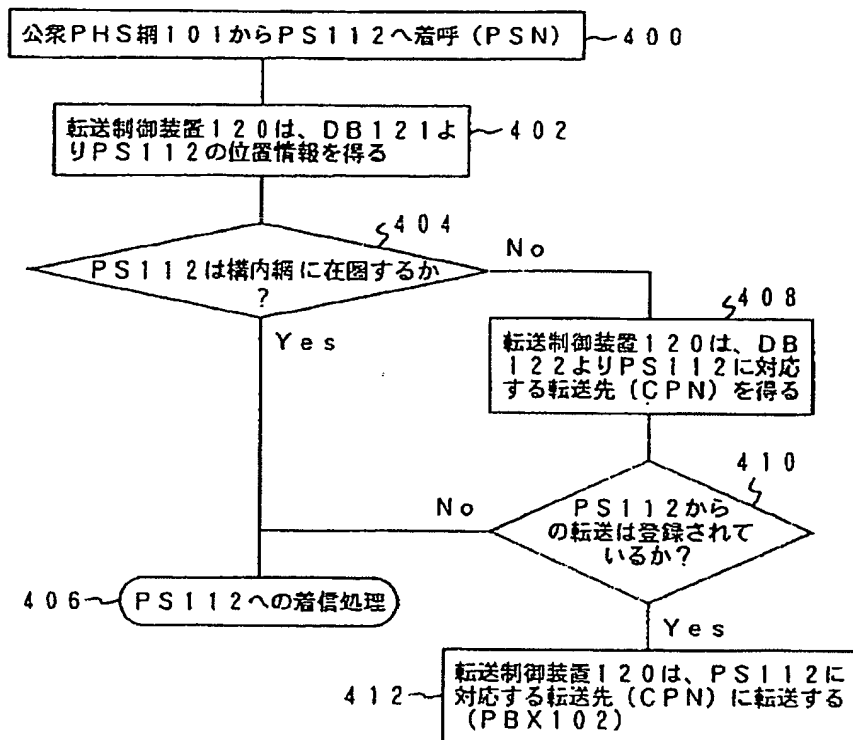 公衆PHS網101からPS112へ着呼（PSN）
400
転送制御装置120は、DB121よ
りPS112の位置情報を得る
402
404
PS112は構内網に在圏するか
？
No
Yes
408
転送制御装置120は、DB
122よりPS112に対応
する転送先（CPN）を得る
410
PS112から
の転送は登録されて
いるか？
No
406
PS112への着信処理
Yes
412
転送制御装置120は、PS112に
対応する転送先（CPN）に転送する
（PBX102）